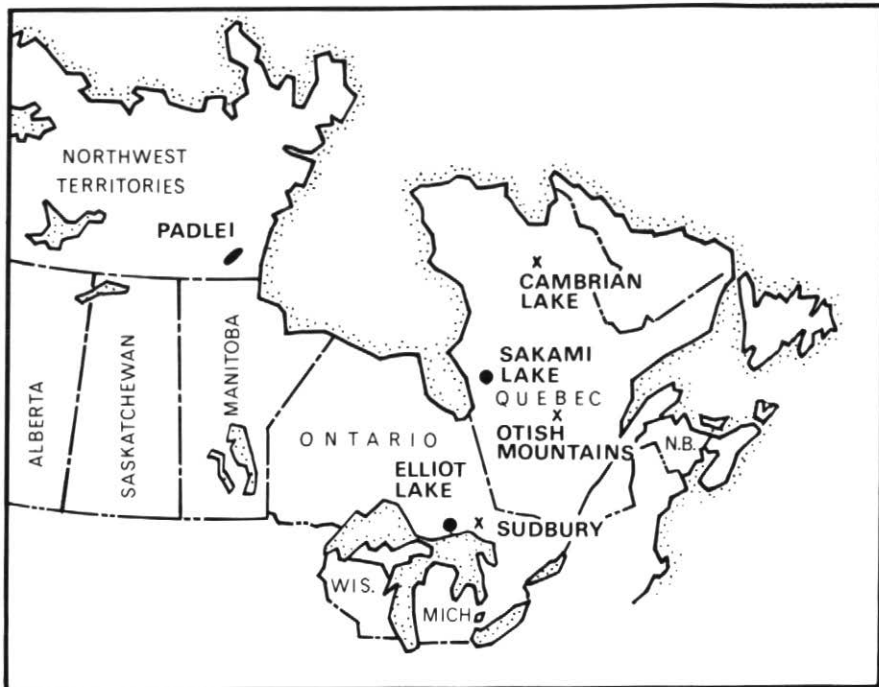 NORTHWEST
TERRITORIES
PADLEI
CAMBRIAN
LAKE
SAKAMI
LAKE
QUEBEC
OTISH
MOUNTAINS
N.B.
ALBERTA
SASKATCHEWAN
MANITOBA
ONTARIO
ELLIOT
LAKE
x SUDBURY
WIS.
MICH.